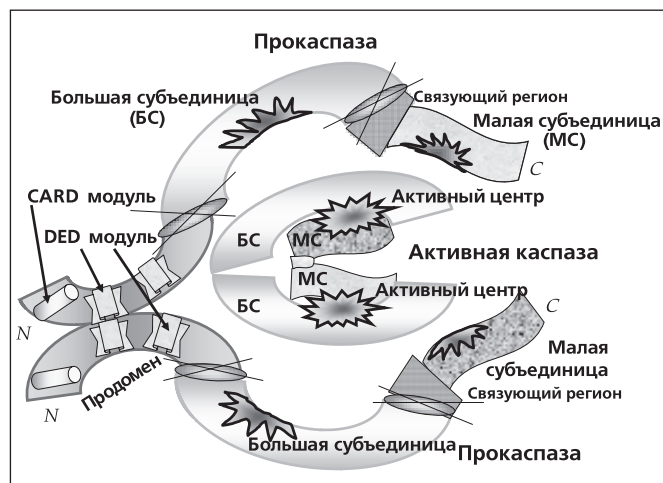 Прокаспаза
Большая субъединица
(БС)
Связующий регион
Малая субъединица
(МС)
C
CARD модуль
DED модуль
Активный центр
БС
МС
Активная каспаза
МС
БС
Активный центр
N
N
Продомен
C
Малая
субъединица
Связующий регион
Большая субъединица
Прокаспаза